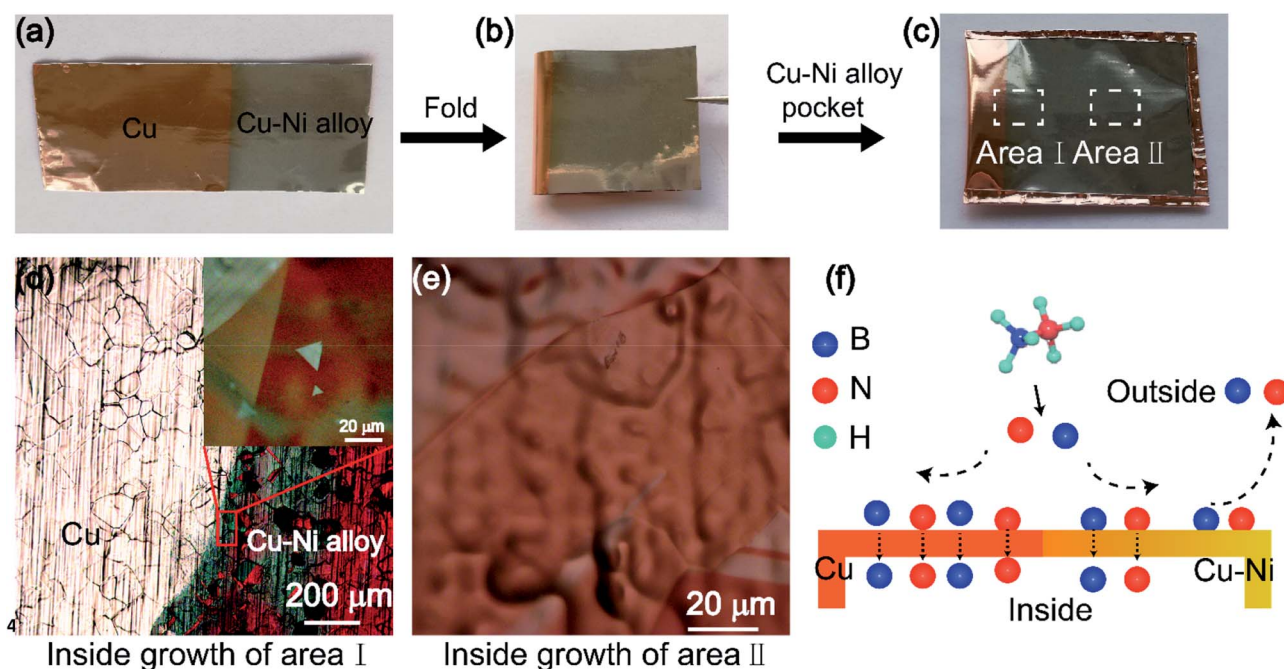 (a)
Cu
Cu-Ni alloy
Fold
(b)
Cu-Ni alloy
pocket
(c)
Area Ⅰ
Area Ⅱ
(d)
20 μm
Cu
Cu-Ni alloy
200 μm
4
Inside growth of area Ⅰ
(e)
20 μm
Inside growth of area Ⅱ
(f)
B
N
H
Outside
Cu
Cu-Ni
Inside